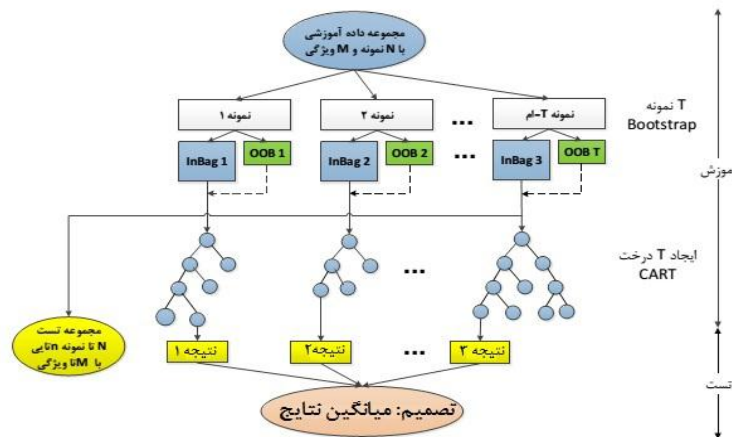 مجموعه داده آموزشی
با N نمونه و M ویژگی
نمونه ۱
نمونه ۲
...
نمونه T-ام
T نمونه
Bootstrap
InBag 1
OOB 1
InBag 2
OOB 2
...
InBag 3
OOB T
موزش
ایجاد T درخت
CART
...
مجموعه تست
N تا نمونه nتایی
با Mتا ویژگی
نتیجه ۱
نتیجه۲
...
نتیجه ۳
تست
تصمیم: میانگین نتایج